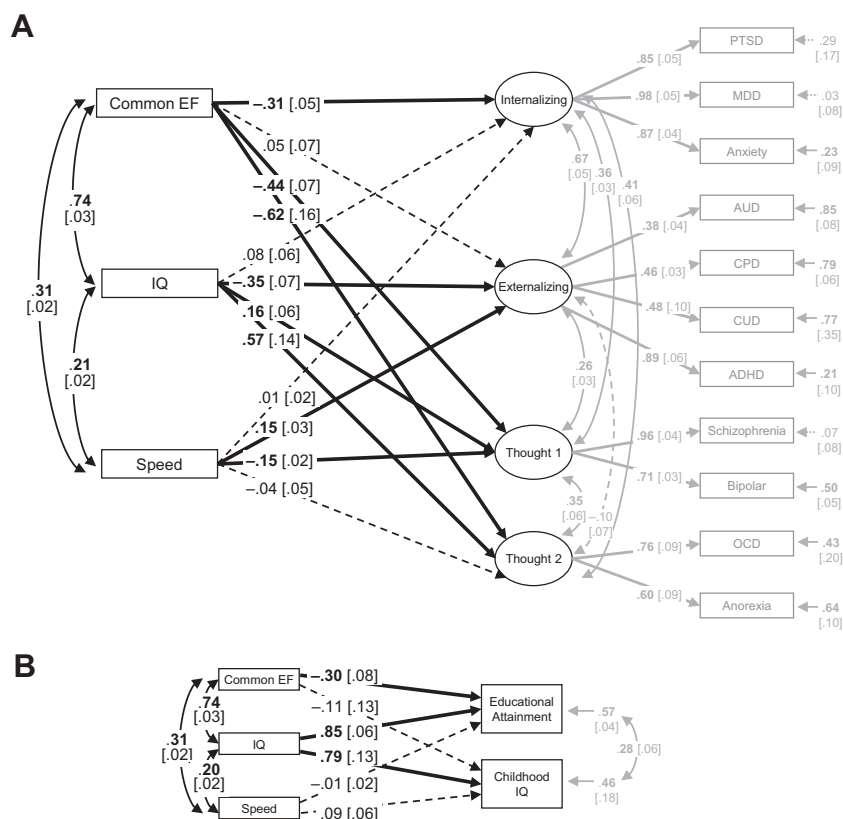 A
Common EF
IQ
Speed
.74
[.03]
.31
[.02]
.21
[.02]
–.31 [.05]
.05 [.07]
–.44 [.07]
–.62 [.16]
.08 [.06]
–.35 [.07]
.16 [.06]
.57 [.14]
.01 [.02]
.15 [.03]
–.15 [.02]
–.04 [.05]
Internalizing
Externalizing
Thought 1
Thought 2
.67
[.05]
.36
[.03]
.41
[.06]
.26
[.03]
.35
[.06]
–.10
[.07]
.85 [.05]
.98 [.05]
.87 [.04]
.38 [.04]
.46 [.03]
.48 [.10]
.89 [.06]
.96 [.04]
.71 [.03]
.76 [.09]
.60 [.09]
PTSD
.29
[.17]
MDD
.03
[.08]
Anxiety
.23
[.09]
AUD
.85
[.08]
CPD
.79
[.06]
CUD
.77
[.35]
ADHD
.21
[.10]
Schizophrenia
.07
[.08]
Bipolar
.50
[.05]
OCD
.43
[.20]
Anorexia
.64
[.10]
B
Common EF
IQ
Speed
.74
[.03]
.31
[.02]
.20
[.02]
–.30 [.08]
–.11 [.13]
.85 [.06]
.79 [.13]
–.01 [.02]
.09 [.06]
Educational
Attainment
Childhood
IQ
.57
[.04]
.28 [.06]
.46
[.18]